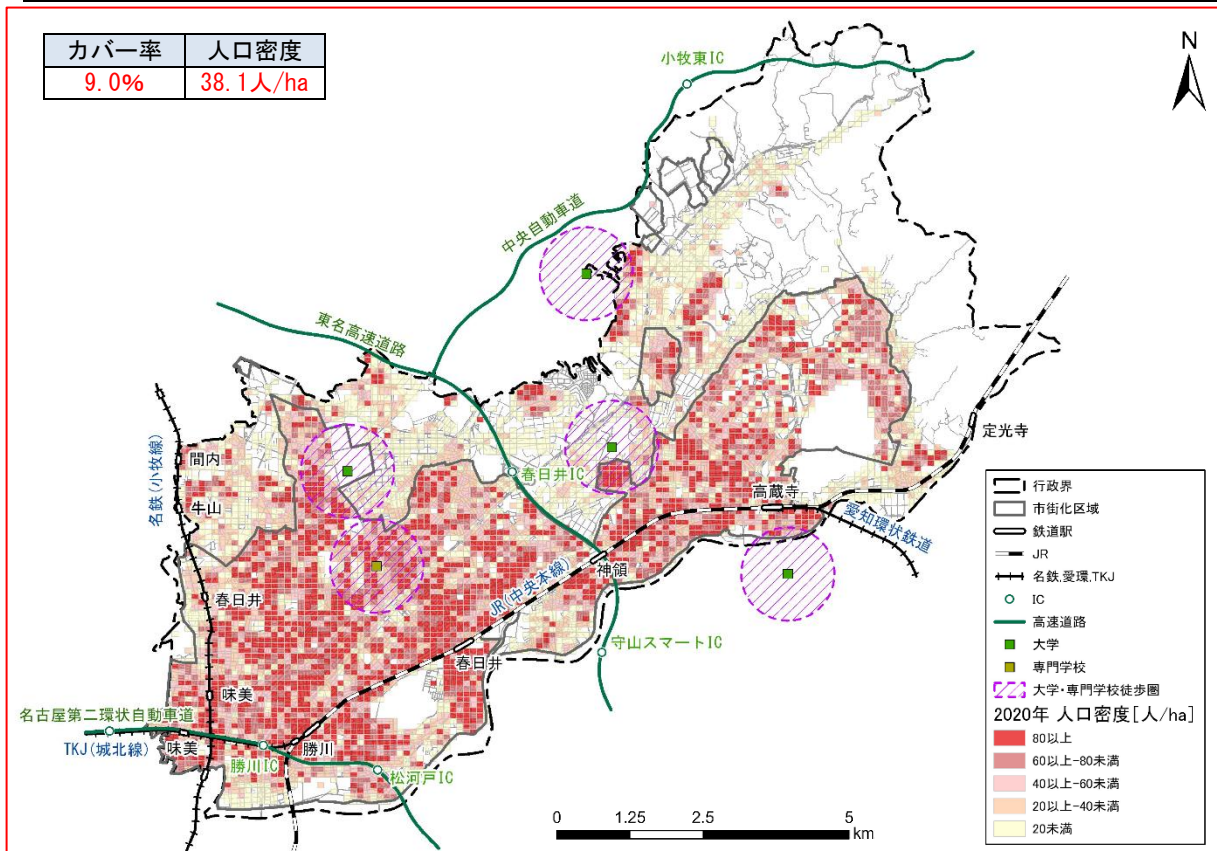 カバー率 人口密度
9.0% 38.1人/ha
小牧東IC
N
中央自動車道
東名高速道路
名鉄(小牧線)
間内
牛山
春日井IC
定光寺
高蔵寺
愛知環状鉄道
JR(中央本線)
神領
春日井
守山スマートIC
春日井
味美
名古屋第二環状自動車道
TKJ(城北線)
味美
勝川
勝川IC
松河戸IC
0 1.25 2.5 5
km
行政界
市街化区域
鉄道駅
JR
名鉄,愛環,TKJ
IC
高速道路
大学
専門学校
大学・専門学校徒歩圏
2020年 人口密度[人/ha]
80以上
60以上-80未満
40以上-60未満
20以上-40未満
20未満